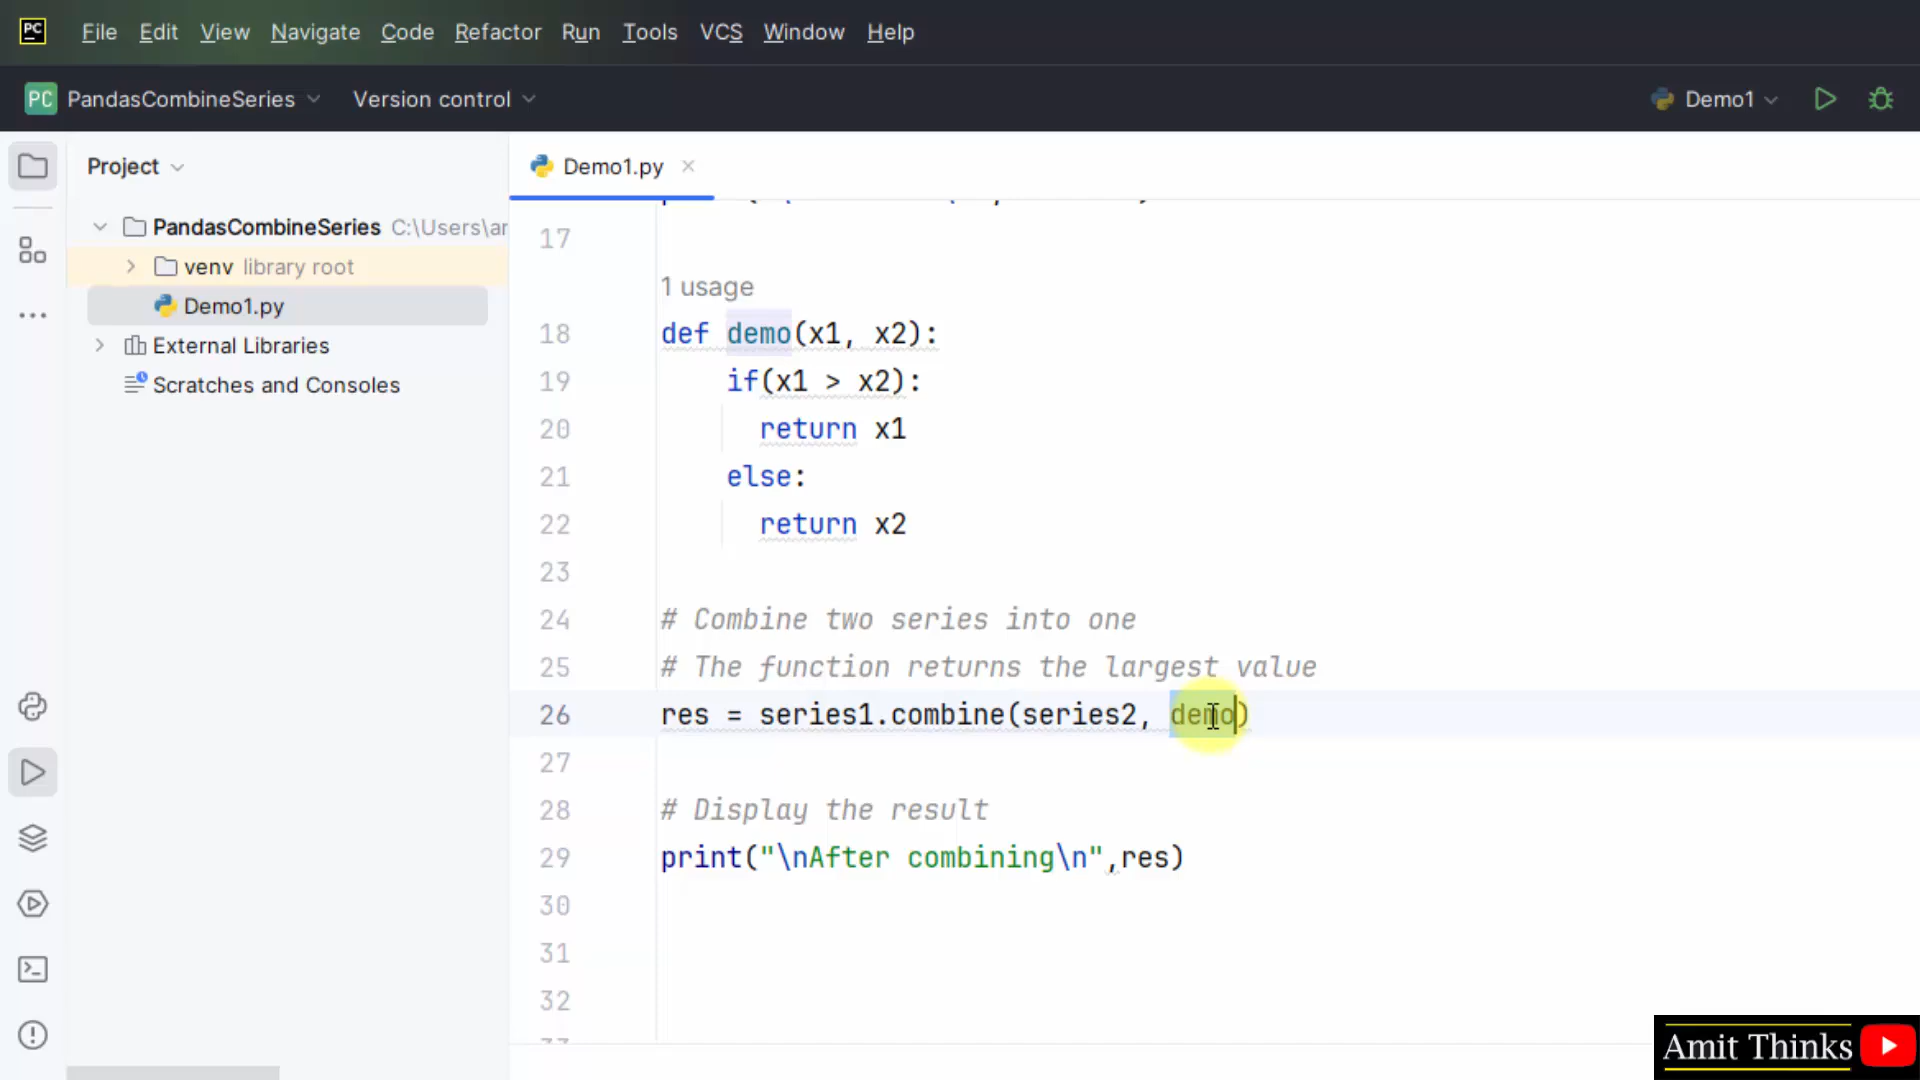 PC File Edit View Navigate Code Refactor Run Tools VCS Window Help
PC PandasCombineSeries Version control Demo1
Project
Demo1.py
PandasCombineSeries C:\Users\ar
venv library root
Demo1.py
External Libraries
Scratches and Consoles
17
1 usage
18 def demo(x1, x2):
19 if(x1 > x2):
20 return x1
21 else:
22 return x2
23
24 # Combine two series into one
25 # The function returns the largest value
26 res = series1.combine(series2, demo)
27
28 # Display the result
29 print("\nAfter combining\n",res)
30
31
32
Amit Thinks